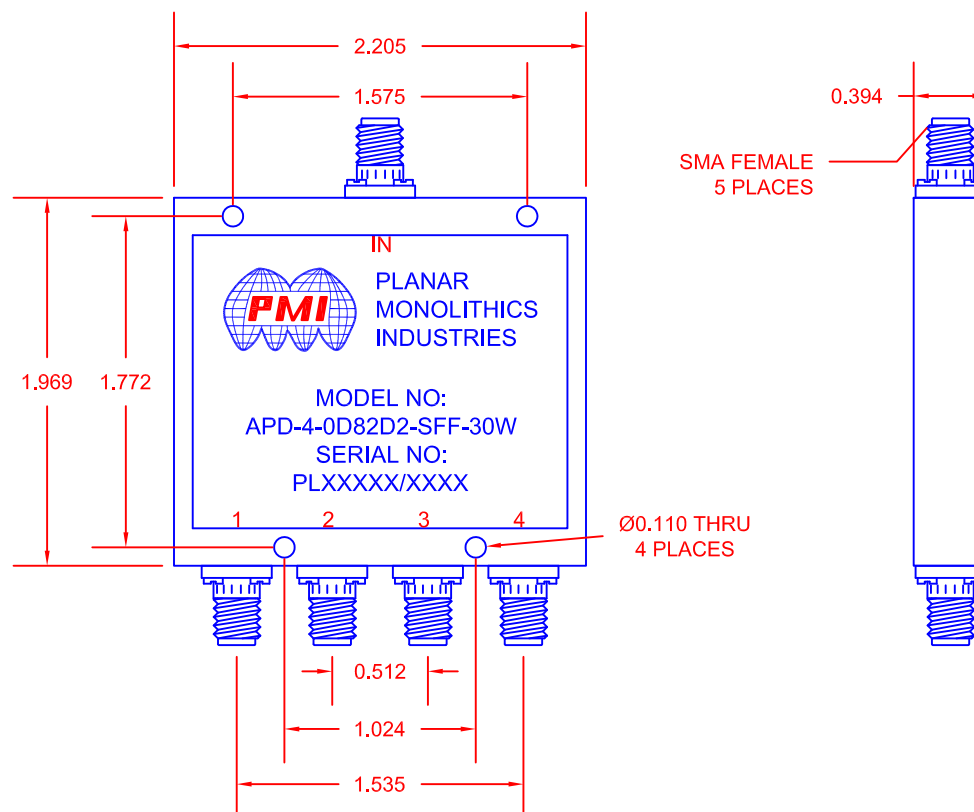 2.205
1.575
0.394
SMA FEMALE
5 PLACES
IN
PMI
PLANAR
MONOLITHICS
INDUSTRIES
1.969
1.772
MODEL NO:
APD-4-0D82D2-SFF-30W
SERIAL NO:
PLXXXXX/XXXX
1 2 3 4
Ø0.110 THRU
4 PLACES
0.512
1.024
1.535